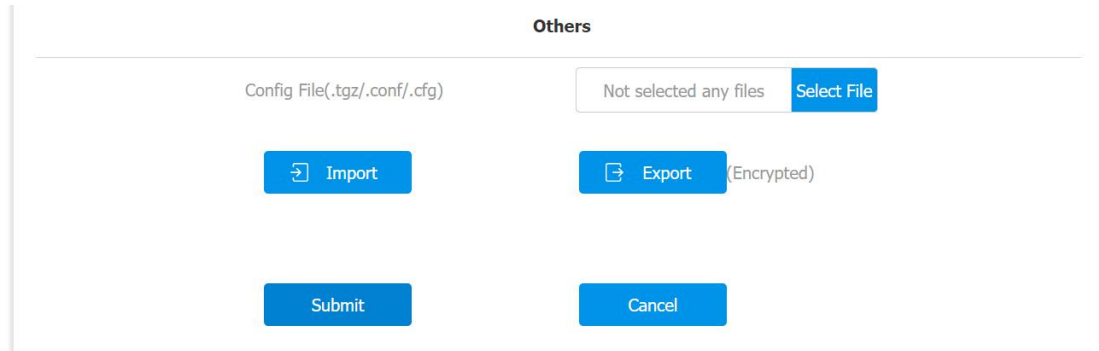 Others
Config File(.tgz/.conf/.cfg)
Not selected any files
Select File
Import
Export
(Encrypted)
Submit
Cancel